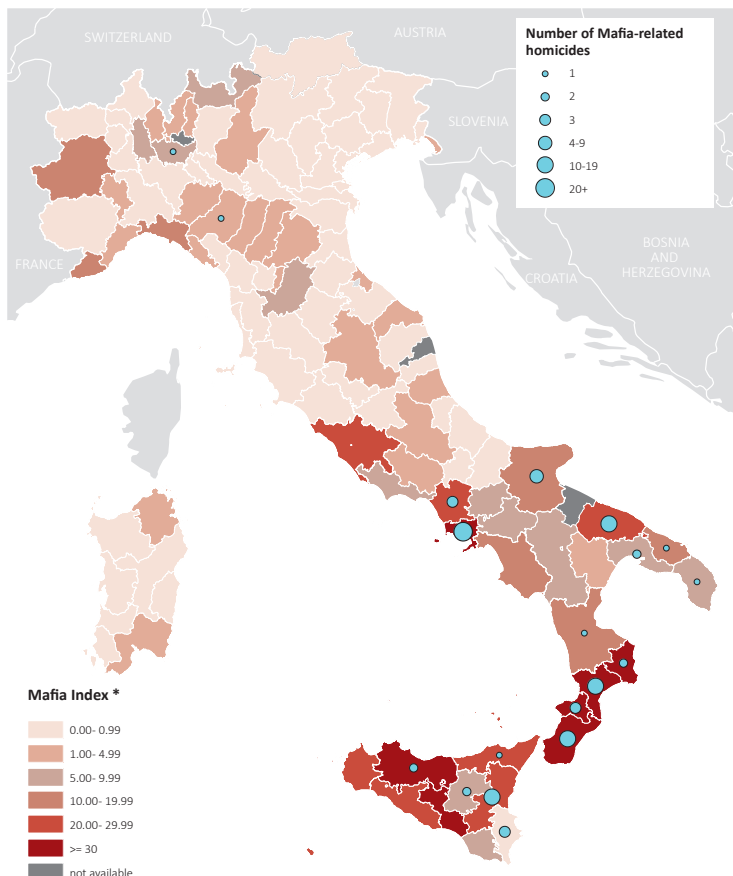 SWITZERLAND
AUSTRIA
SLOVENIA
FRANCE
CROATIA
BOSNIA
AND
HERZEGOVINA
Number of Mafia-related
homicides
1
2
3
4-9
10-19
20+
Mafia Index *
0.00- 0.99
1.00- 4.99
5.00- 9.99
10.00- 19.99
20.00- 29.99
>= 30
not available